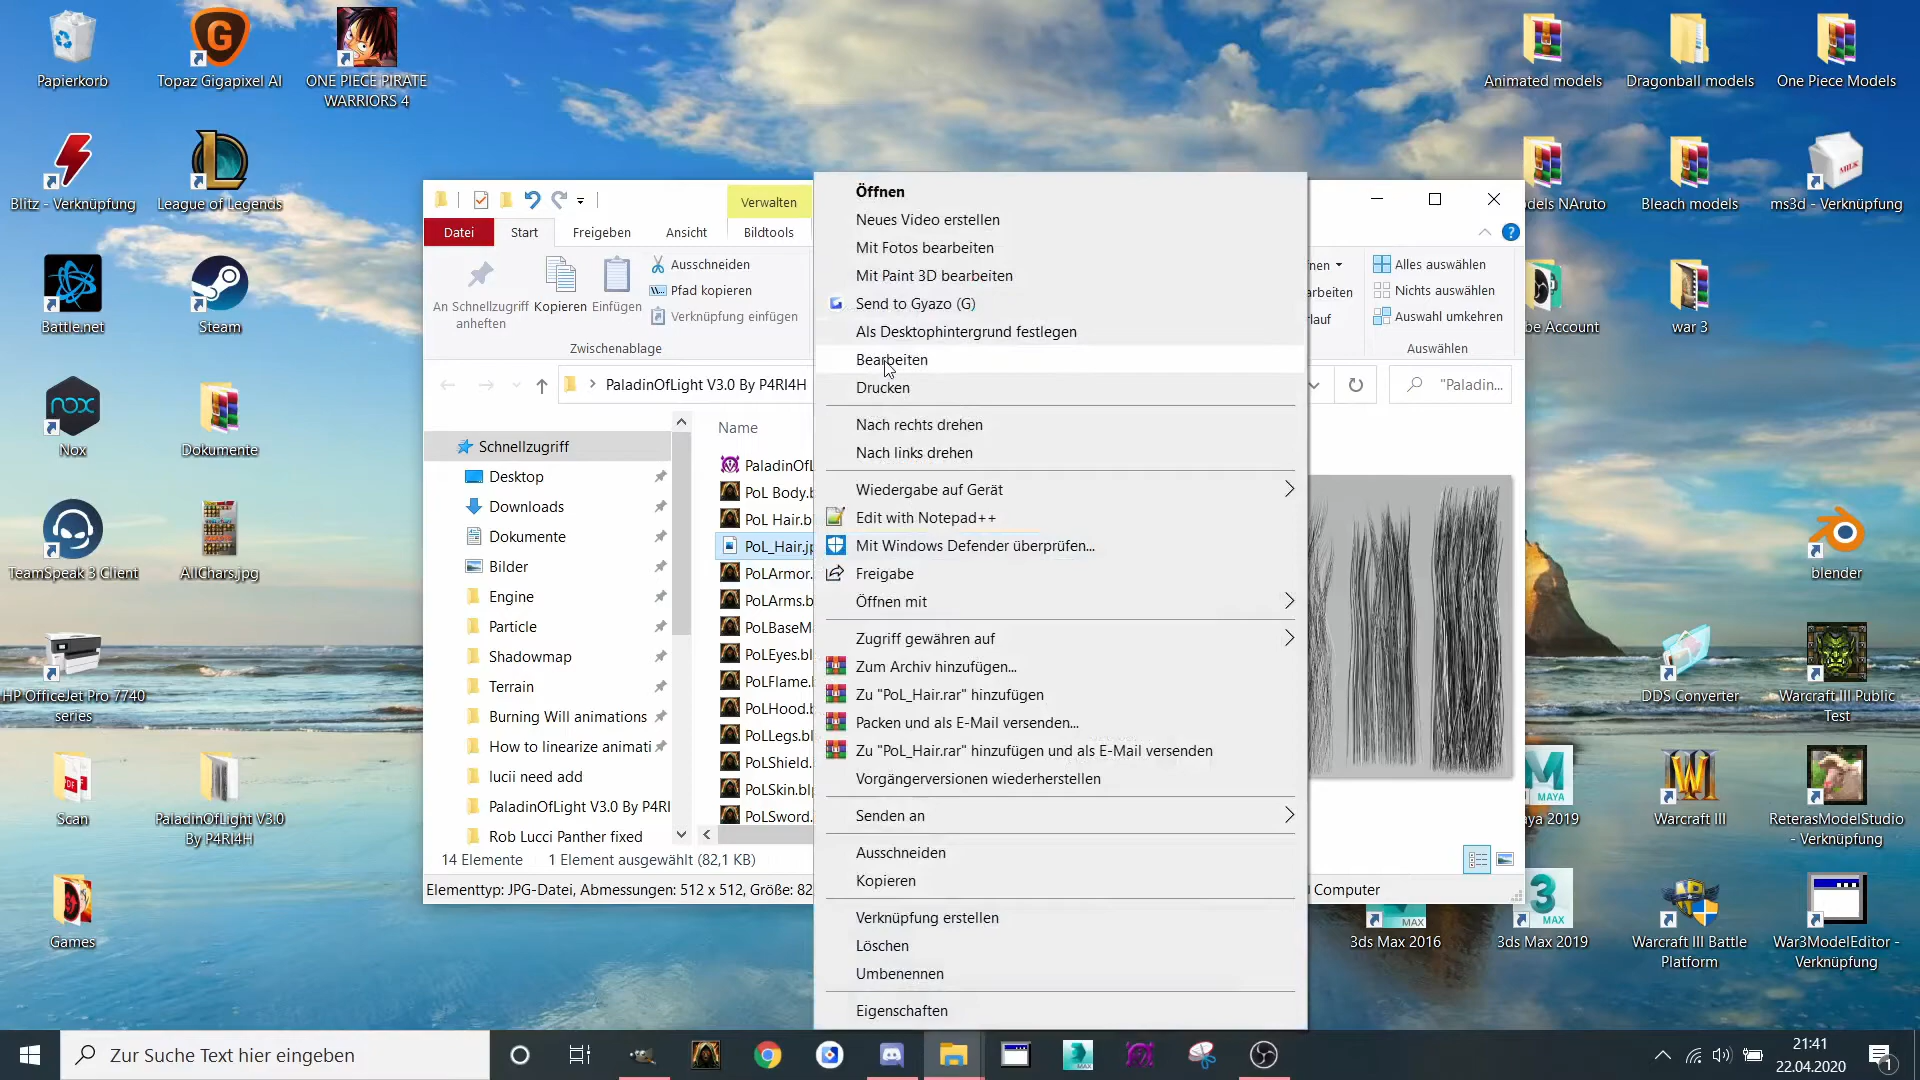 Papierkorb
Topaz Gigapixel AI
ONE PIECE PIRATE
WARRIORS 4
Animated models
Dragonball models
One Piece Models
Blitz - Verknüpfung
League of Legends
dels NAruto
Bleach models
ms3d - Verknüpfung
MILK
Battle.net
Steam
be Account
war 3
Nox
Dokumente
TeamSpeak 3 Client
AllChars.jpg
blender
HP OfficeJet Pro 7740
series
DDS Converter
Warcraft III Public
Test
Scan
PaladinOfLight V3.0
By P4RI4H
MAYA
aya 2019
Warcraft III
ReterasModelStudio
- Verknüpfung
Games
3ds Max 2016
3ds Max 2019
Warcraft III Battle
Platform
War3ModelEditor -
Verknüpfung
Verwalten
Datei
Start
Freigeben
Ansicht
Bildtools
An Schnellzugriff
anheften
Kopieren
Einfügen
Ausschneiden
Pfad kopieren
Verknüpfung einfügen
Zwischenablage
Alles auswählen
Nichts auswählen
Auswahl umkehren
Auswählen
fnen
arbeiten
lauf
PaladinOfLight V3.0 By P4RI4H
"Paladin...
Name
Schnellzugriff
Desktop
Downloads
Dokumente
Bilder
Engine
Particle
Shadowmap
Terrain
Burning Will animations
How to linearize animati
lucii need add
PaladinOfLight V3.0 By P4RI
Rob Lucci Panther fixed
PaladinOfL
PoL Body.b
PoL Hair.b
PoL_Hair.jp
PoLArmor.
PoLArms.b
PoLBaseM
PoLEyes.bl
PoLFlame.
PoLHood.b
PoLLegs.bl
PoLShield.
PoLSkin.blp
PoLSword.
14 Elemente
1 Element ausgewählt (82,1 KB)
Elementtyp: JPG-Datei, Abmessungen: 512 x 512, Größe: 82
Computer
Öffnen
Neues Video erstellen
Mit Fotos bearbeiten
Mit Paint 3D bearbeiten
Send to Gyazo (G)
Als Desktophintergrund festlegen
Bearbeiten
Drucken
Nach rechts drehen
Nach links drehen
Wiedergabe auf Gerät
Edit with Notepad++
Mit Windows Defender überprüfen...
Freigabe
Öffnen mit
Zugriff gewähren auf
Zum Archiv hinzufügen...
Zu "PoL_Hair.rar" hinzufügen
Packen und als E-Mail versenden...
Zu "PoL_Hair.rar" hinzufügen und als E-Mail versenden
Vorgängerversionen wiederherstellen
Senden an
Ausschneiden
Kopieren
Verknüpfung erstellen
Löschen
Umbenennen
Eigenschaften
Zur Suche Text hier eingeben
21:41
22.04.2020
1